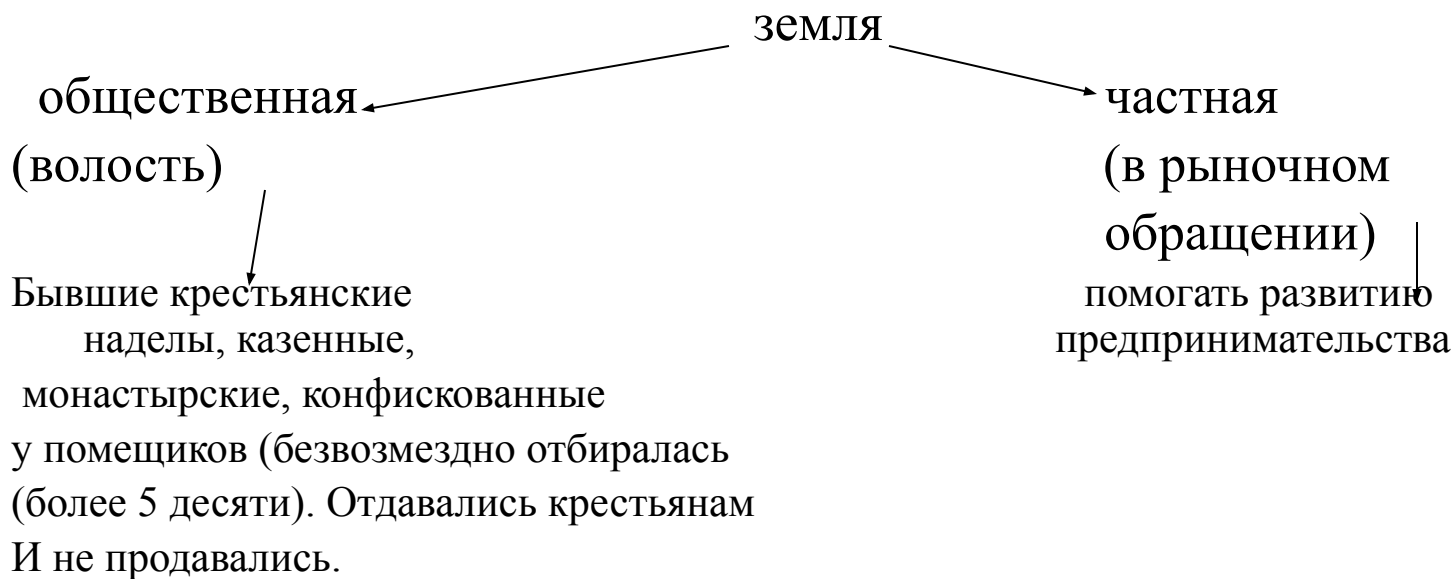 земля
общественная
(волость)
Бывшие крестьянские
наделы, казенные,
монастырские, конфискованные
у помещиков (безвозмездно отбиралась
(более 5 десяти). Отдавались крестьянам
И не продавались.
частная
(в рыночном
обращении)
помогать развитию
предпринимательства